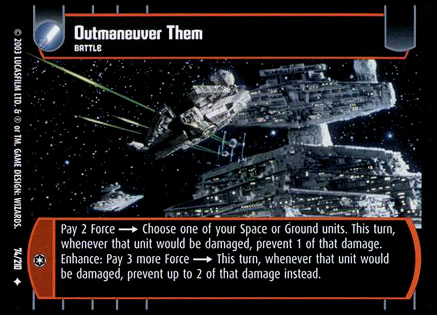 Outmaneuver Them
BATTLE
Pay 2 Force → Choose one of your Space or Ground units. This turn,
whenever that unit would be damaged, prevent 1 of that damage.
Enhance: Pay 3 more Force → This turn, whenever that unit would
be damaged, prevent up to 2 of that damage instead.
© 2003 LUCASFILM LTD. & ® or TM. GAME DESIGN: WIZARDS.
74/210